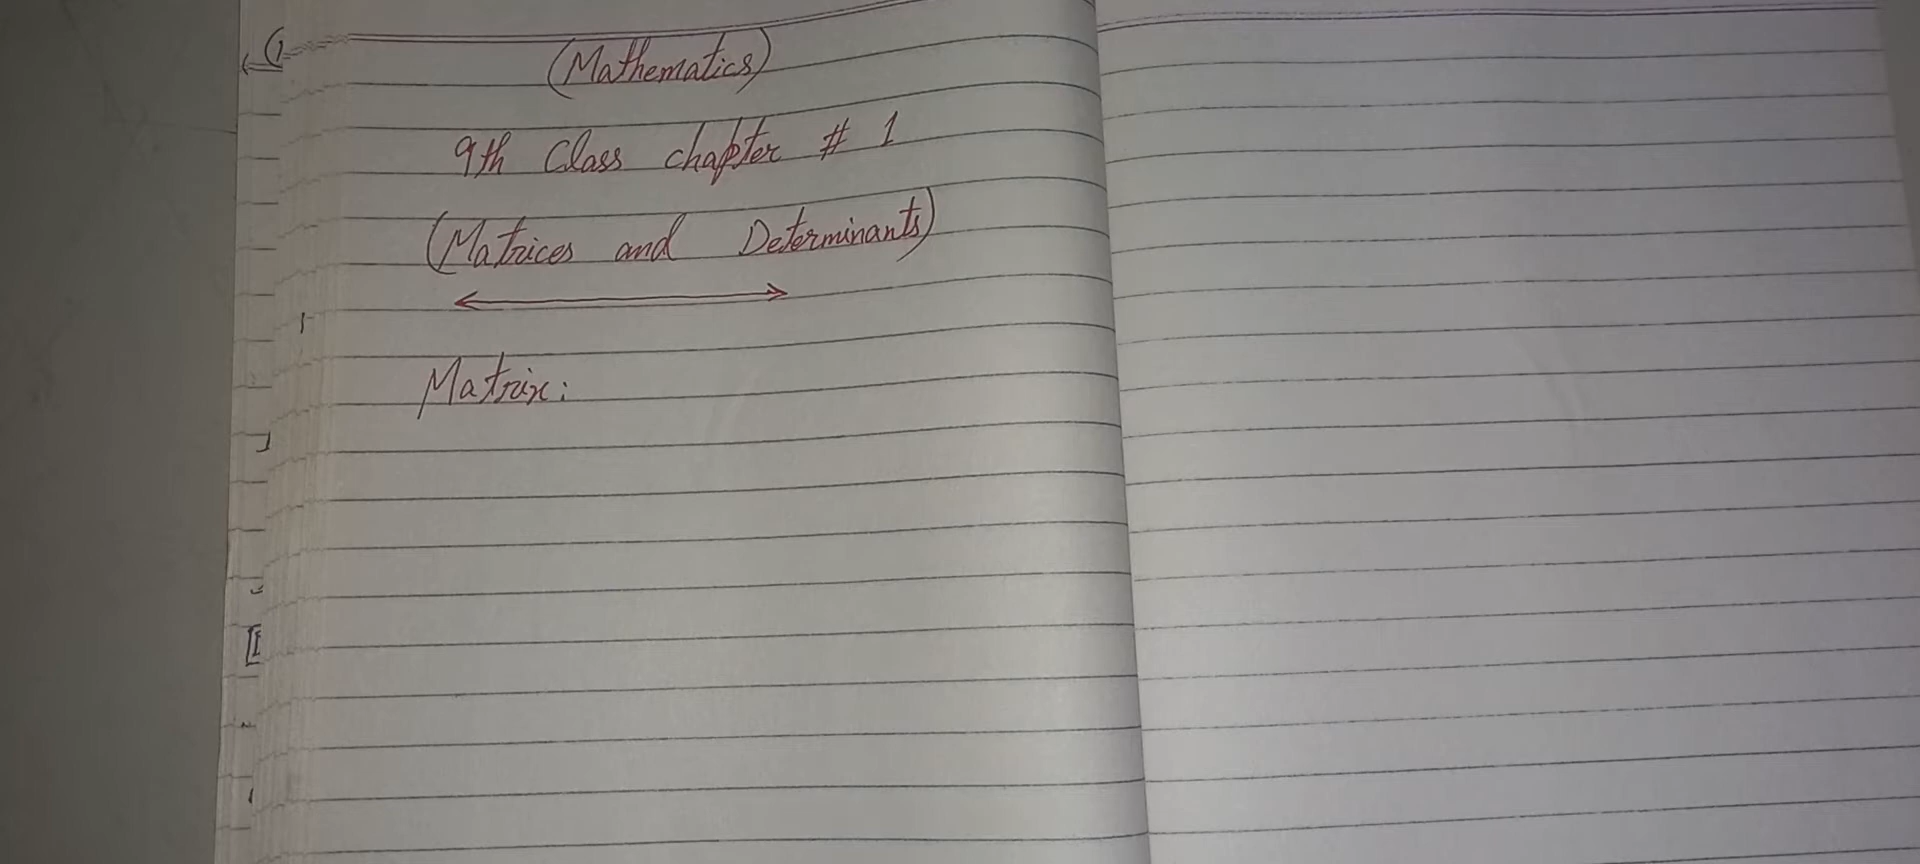 (Mathematics)
9th Class chapter # 1
(Matrices and Determinants)
Matrix: